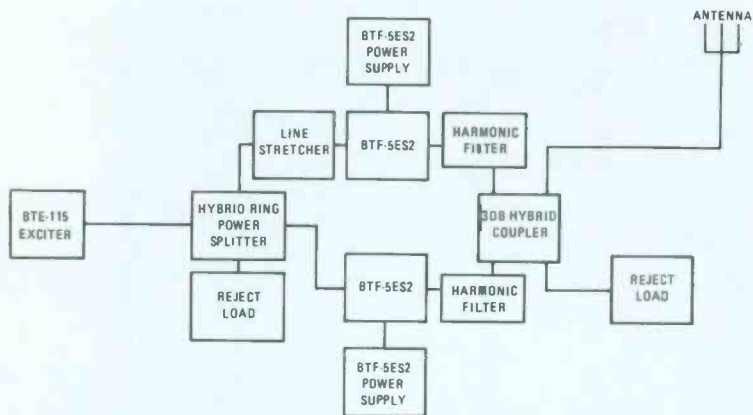 ANTENNA
BTF-5ES2
POWER
SUPPLY
LINE
STRETCHER
BTF-5ES2
HARMONIC
FILTER
BTE-115
EXCITER
HYBRIO RING
POWER
SPLITTER
3DB HYBRID
COUPLER
REJECT
LOAD
BTF-5ES2
HARMONIC
FILTER
REJECT
LOAD
BTF-5ES2
POWER
SUPPLY